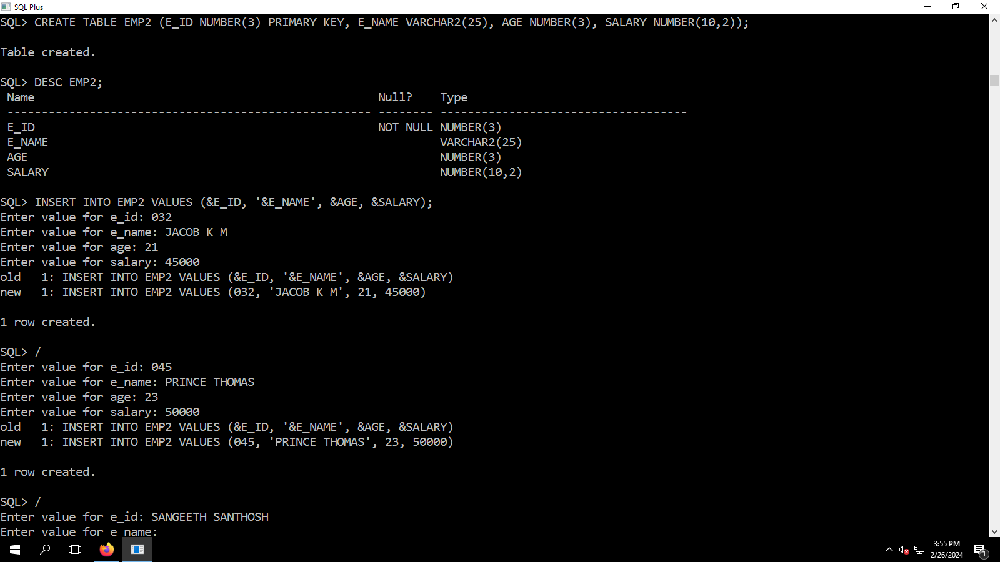 SQL Plus
SQL> CREATE TABLE EMP2 (E_ID NUMBER(3) PRIMARY KEY, E_NAME VARCHAR2(25), AGE NUMBER(3), SALARY NUMBER(10,2));
Table created.
SQL> DESC EMP2;
Name Null? Type
----------------------------------------------------- -------- ------------------------------------
E_ID NOT NULL NUMBER(3)
E_NAME VARCHAR2(25)
AGE NUMBER(3)
SALARY NUMBER(10,2)
SQL> INSERT INTO EMP2 VALUES (&E_ID, '&E_NAME', &AGE, &SALARY);
Enter value for e_id: 032
Enter value for e_name: JACOB K M
Enter value for age: 21
Enter value for salary: 45000
old 1: INSERT INTO EMP2 VALUES (&E_ID, '&E_NAME', &AGE, &SALARY)
new 1: INSERT INTO EMP2 VALUES (032, 'JACOB K M', 21, 45000)
1 row created.
SQL> /
Enter value for e_id: 045
Enter value for e_name: PRINCE THOMAS
Enter value for age: 23
Enter value for salary: 50000
old 1: INSERT INTO EMP2 VALUES (&E_ID, '&E_NAME', &AGE, &SALARY)
new 1: INSERT INTO EMP2 VALUES (045, 'PRINCE THOMAS', 23, 50000)
1 row created.
SQL> /
Enter value for e_id: SANGEETH SANTHOSH
Enter value for e_name:
3:55 PM
2/26/2024
1